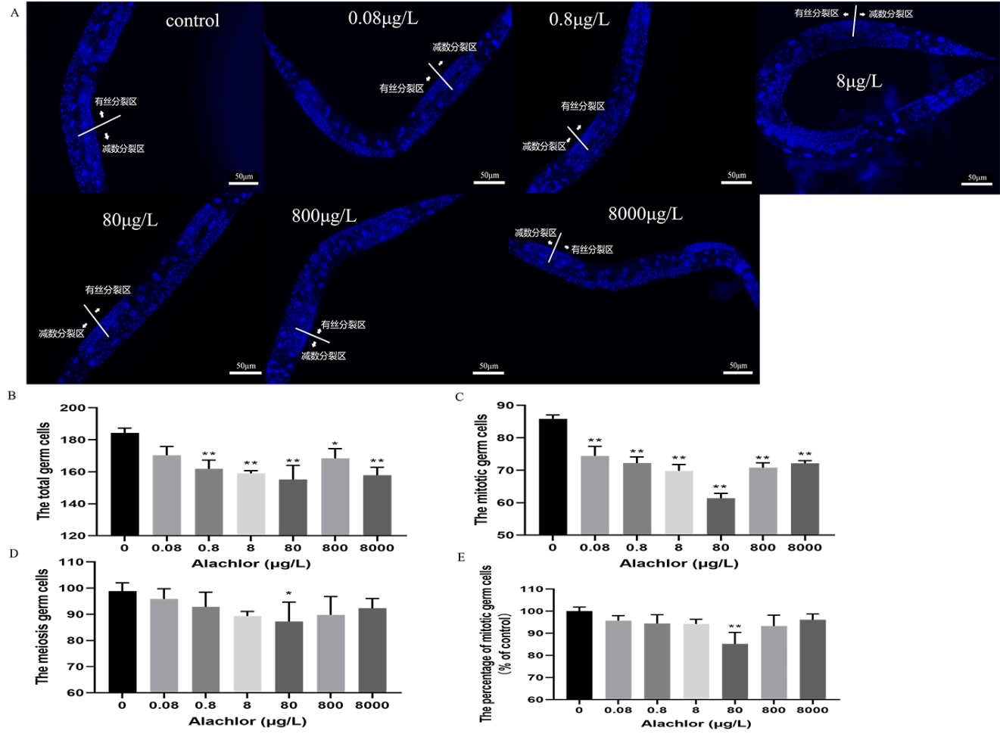 A
control
有丝分裂区
减数分裂区
50μm
0.08μg/L
减数分裂区
有丝分裂区
50μm
0.8μg/L
有丝分裂区
减数分裂区
50μm
有丝分裂区 减数分裂区
8μg/L
50μm
80μg/L
有丝分裂区
减数分裂区
50μm
800μg/L
有丝分裂区
减数分裂区
50μm
8000μg/L
减数分裂区
有丝分裂区
50μm
B
The total germ cells
200
180
160
140
120
** ** ** * **
0 0.08 0.8 8 80 800 8000
Alachlor (μg/L)
C
The mitotic germ cells
90
80
70
60
50
** ** ** ** ** **
0 0.08 0.8 8 80 800 8000
Alachlor (μg/L)
D
The meiosis germ cells
110
100
90
80
70
60
*
0 0.08 0.8 8 80 800 8000
Alachlor (μg/L)
E
The percentage of mitotic germ cells
(% of control)
110
100
90
80
70
60
**
0 0.08 0.8 8 80 800 8000
Alachlor (μg/L)